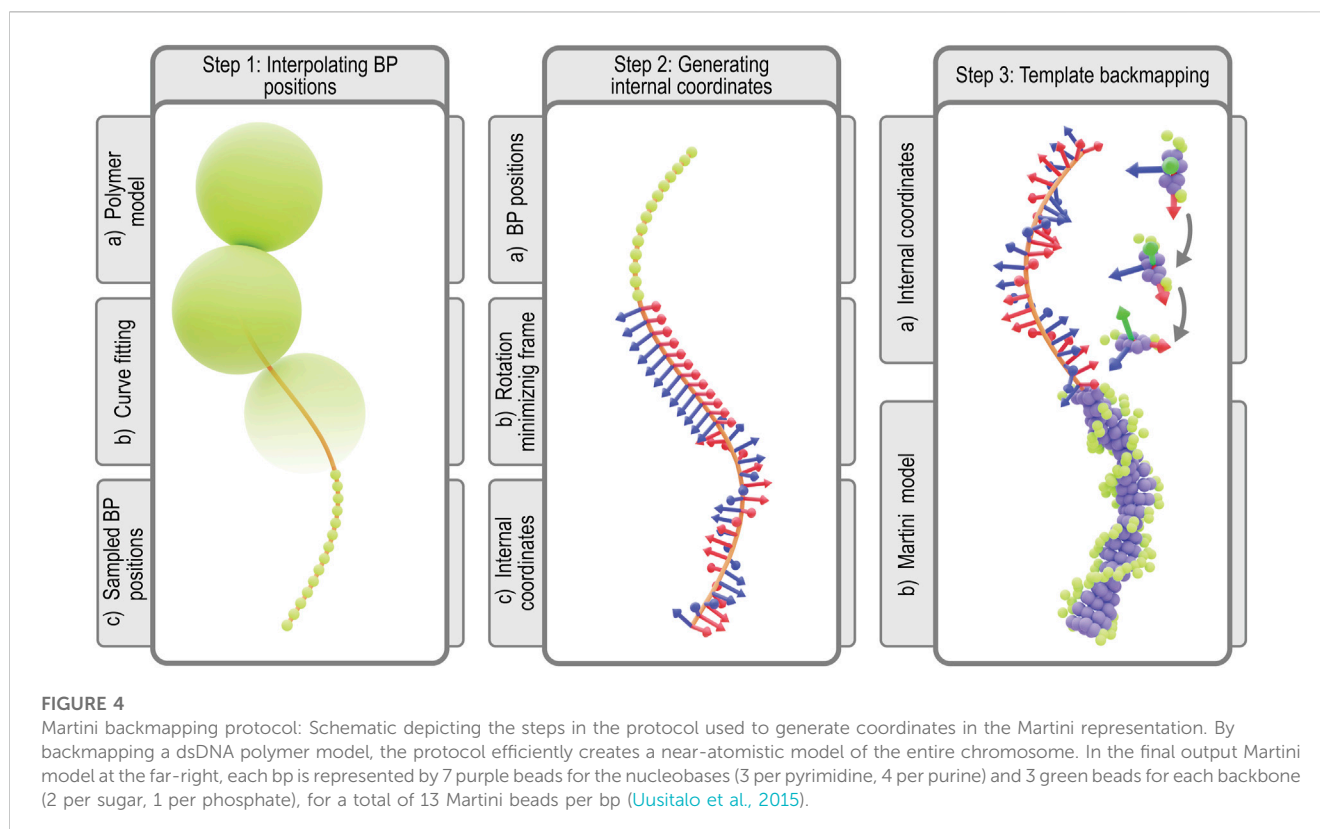 Step 1: Interpolating BP
positions
a) Polymer
model
b) Curve fitting
c) Sampled BP
positions
Step 2: Generating
internal coordinates
a) BP positions
b) Rotation
minimiznig frame
c) Internal
coordinates
Step 3: Template backmapping
a) Internal coordinates
b) Martini model
FIGURE 4
Martini backmapping protocol: Schematic depicting the steps in the protocol used to generate coordinates in the Martini representation. By
backmapping a dsDNA polymer model, the protocol efficiently creates a near-atomistic model of the entire chromosome. In the final output Martini
model at the far-right, each bp is represented by 7 purple beads for the nucleobases (3 per pyrimidine, 4 per purine) and 3 green beads for each backbone
(2 per sugar, 1 per phosphate), for a total of 13 Martini beads per bp (Uusitalo et al., 2015).